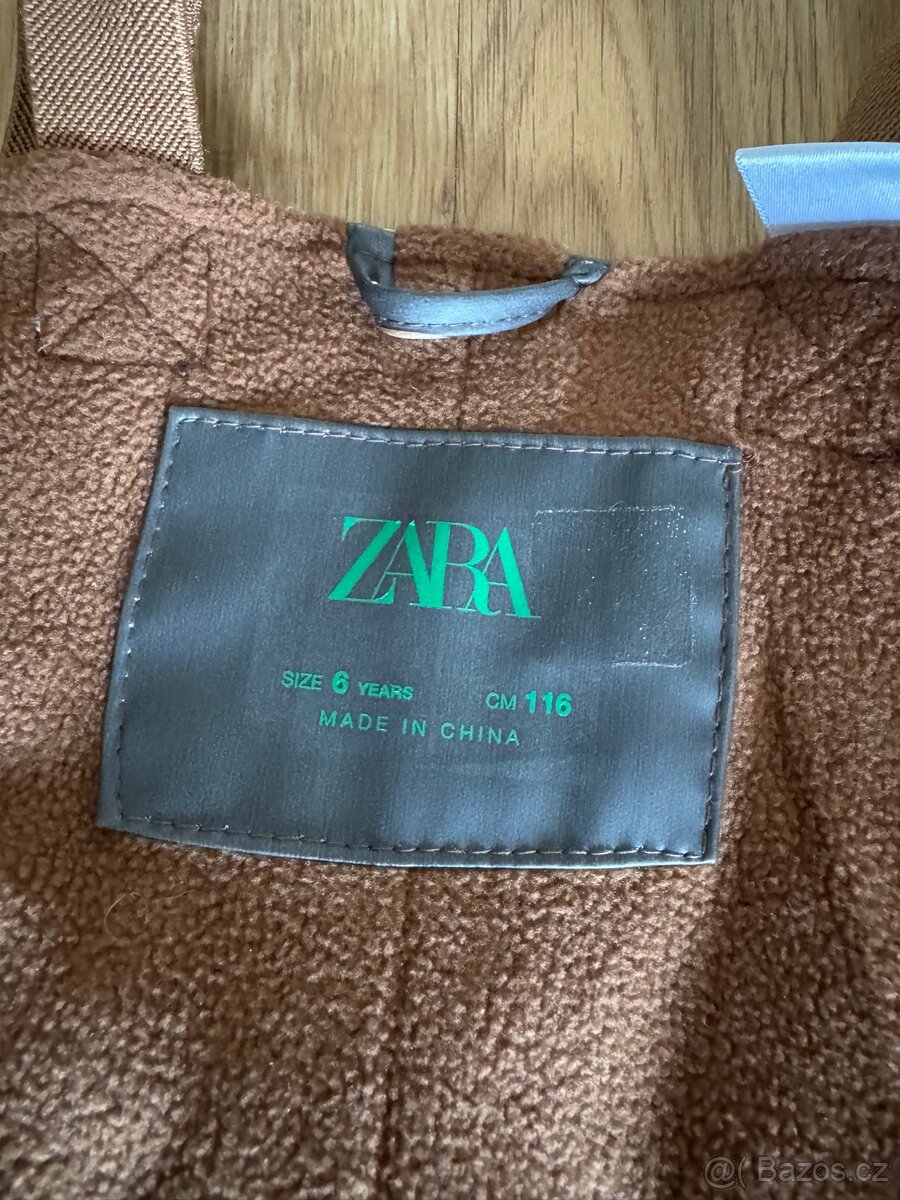 ZARA
SIZE 6 YEARS CM 116
MADE IN CHINA
@( Bazos.cz